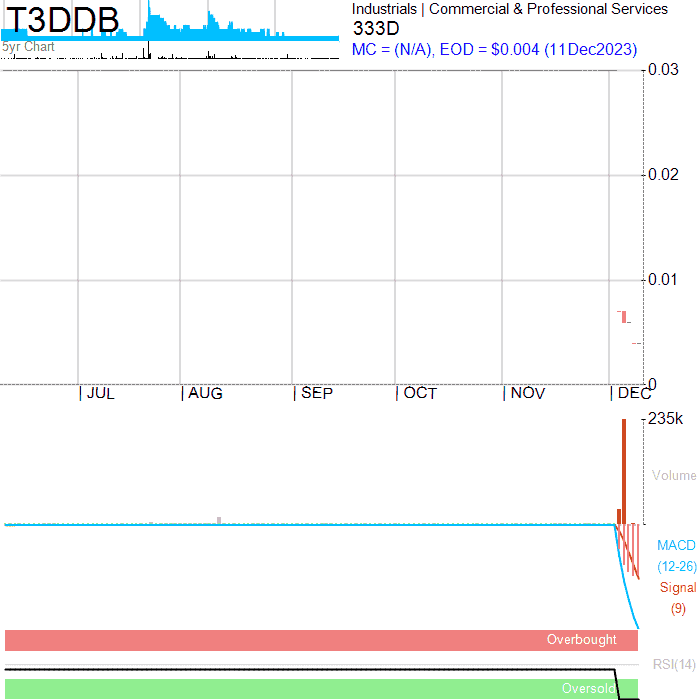 T3DDB
5yr Chart
Industrials | Commercial & Professional Services
333D
MC = (N/A), EOD = $0.004 (11Dec2023)
0.03
0.02
0.01
0
| JUL | AUG | SEP | OCT | NOV | DEC
235k
Volume
MACD
(12-26)
Signal
(9)
Overbought
RSI(14)
Oversold